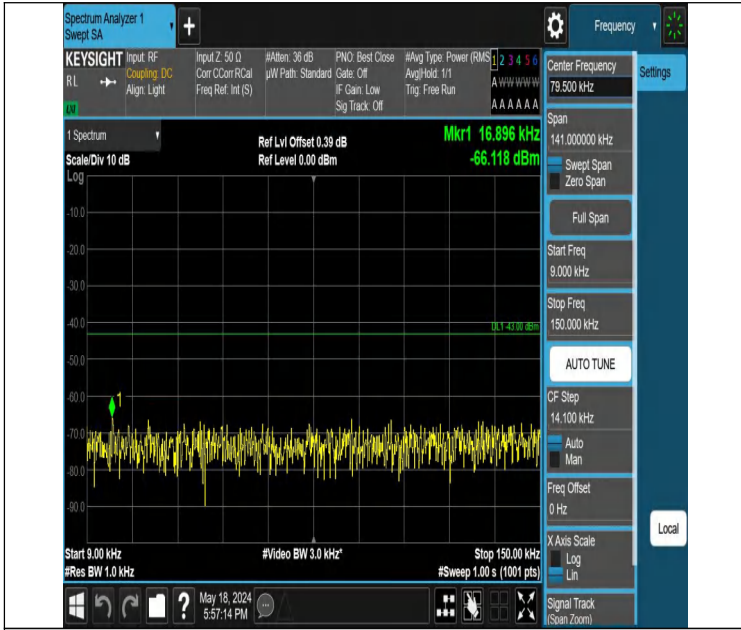 Spectrum Analyzer 1
Swept SA
+
Frequency
KEYSIGHT
RL
Input: RF
Coupling: DC
Align: Light
Input Z: 50 Ω
Corr CCorr RCal
Freq Ref: Int (S)
#Atten: 36 dB
µW Path: Standard
PNO: Best Close
Gate: Off
IF Gain: Low
Sig Track: Off
#Avg Type: Power (RMS
Avg|Hold: 1/1
Trig: Free Run
1 2 3 4 5 6
A W W W W W
A A A A A A
1 Spectrum
Scale/Div 10 dB
Ref Lvl Offset 0.39 dB
Ref Level 0.00 dBm
Mkr1 16.896 kHz
-66.118 dBm
Log
-10.0
-20.0
-30.0
-40.0
DL1 -43.00 dBm
-50.0
-60.0
1
-70.0
-80.0
-90.0
Start 9.00 kHz
#Res BW 1.0 kHz
#Video BW 3.0 kHz*
Stop 150.00 kHz
#Sweep 1.00 s (1001 pts)
?
May 18, 2024
5:57:14 PM
Center Frequency
79.500 kHz
Span
141.000000 kHz
Swept Span
Zero Span
Full Span
Start Freq
9.000 kHz
Stop Freq
150.000 kHz
AUTO TUNE
CF Step
14.100 kHz
Auto
Man
Freq Offset
0 Hz
X Axis Scale
Log
Lin
Signal Track
(Span Zoom)
Settings
Local